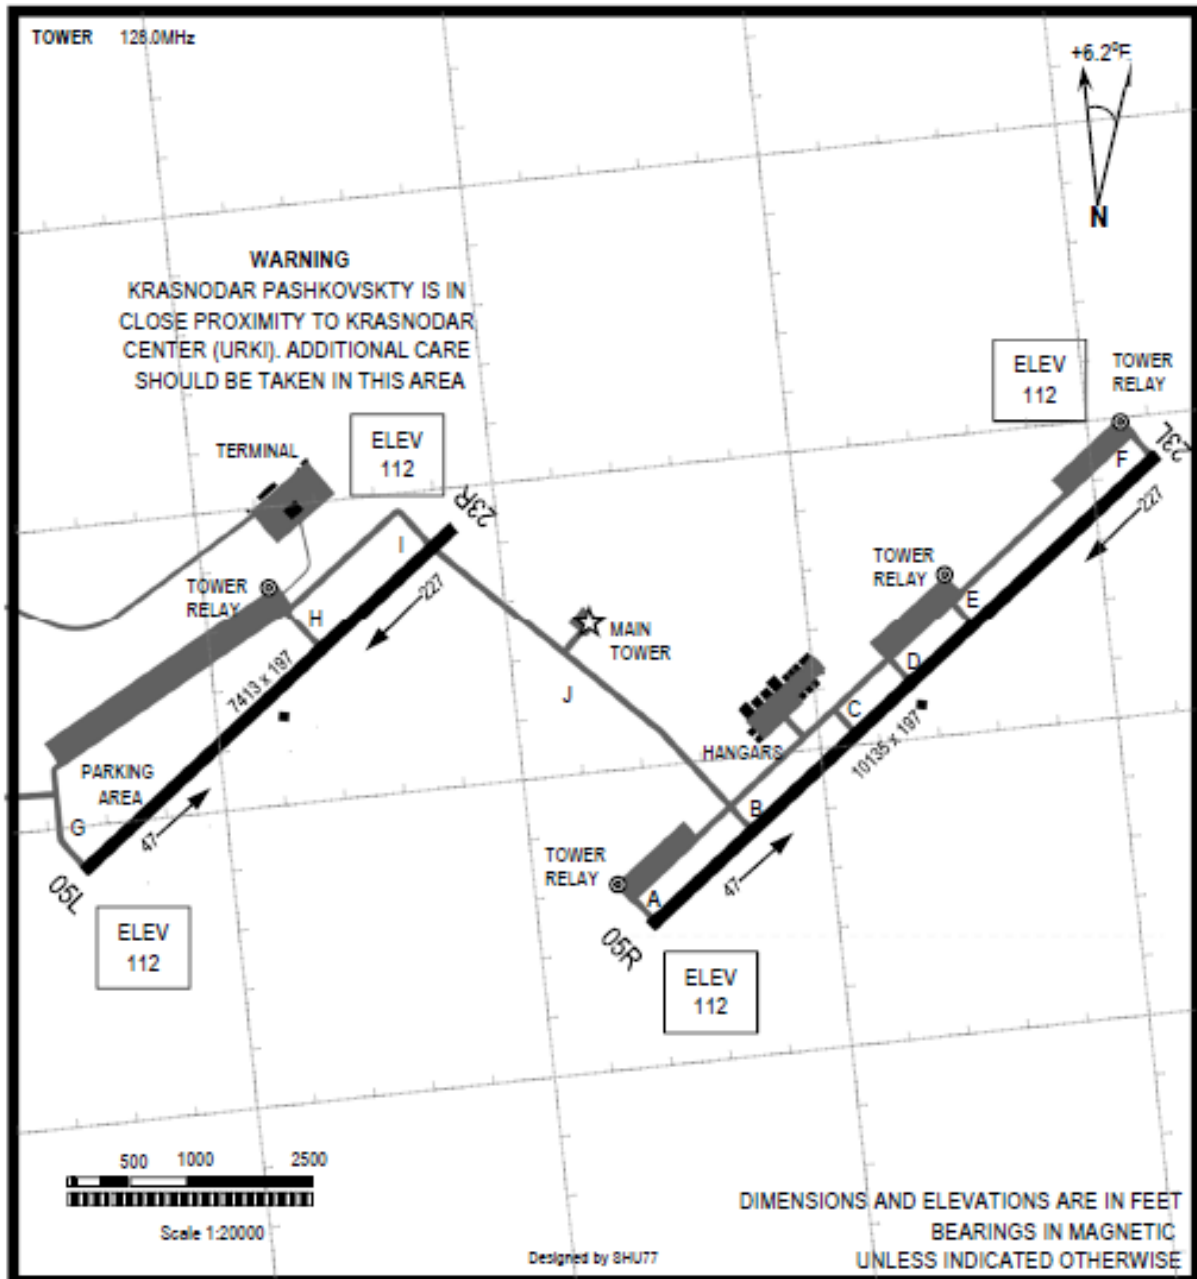 TOWER 128.0MHz
+6.2°E
N
WARNING
KRASNODAR PASHKOVSKTY IS IN
CLOSE PROXIMITY TO KRASNODAR
CENTER (URKI). ADDITIONAL CARE
SHOULD BE TAKEN IN THIS AREA
ELEV
112
TOWER
RELAY
23L
F
227
TERMINAL
ELEV
112
23R
I
227
TOWER
RELAY
H
7413 x 197
MAIN
TOWER
J
TOWER
RELAY
E
D
C
10135 x 197
HANGARS
B
PARKING
AREA
G
47
05L
ELEV
112
TOWER
RELAY
A
47
05R
ELEV
112
500 1000 2500
Scale 1:20000
Designed by SHU77
DIMENSIONS AND ELEVATIONS ARE IN FEET
BEARINGS IN MAGNETIC
UNLESS INDICATED OTHERWISE